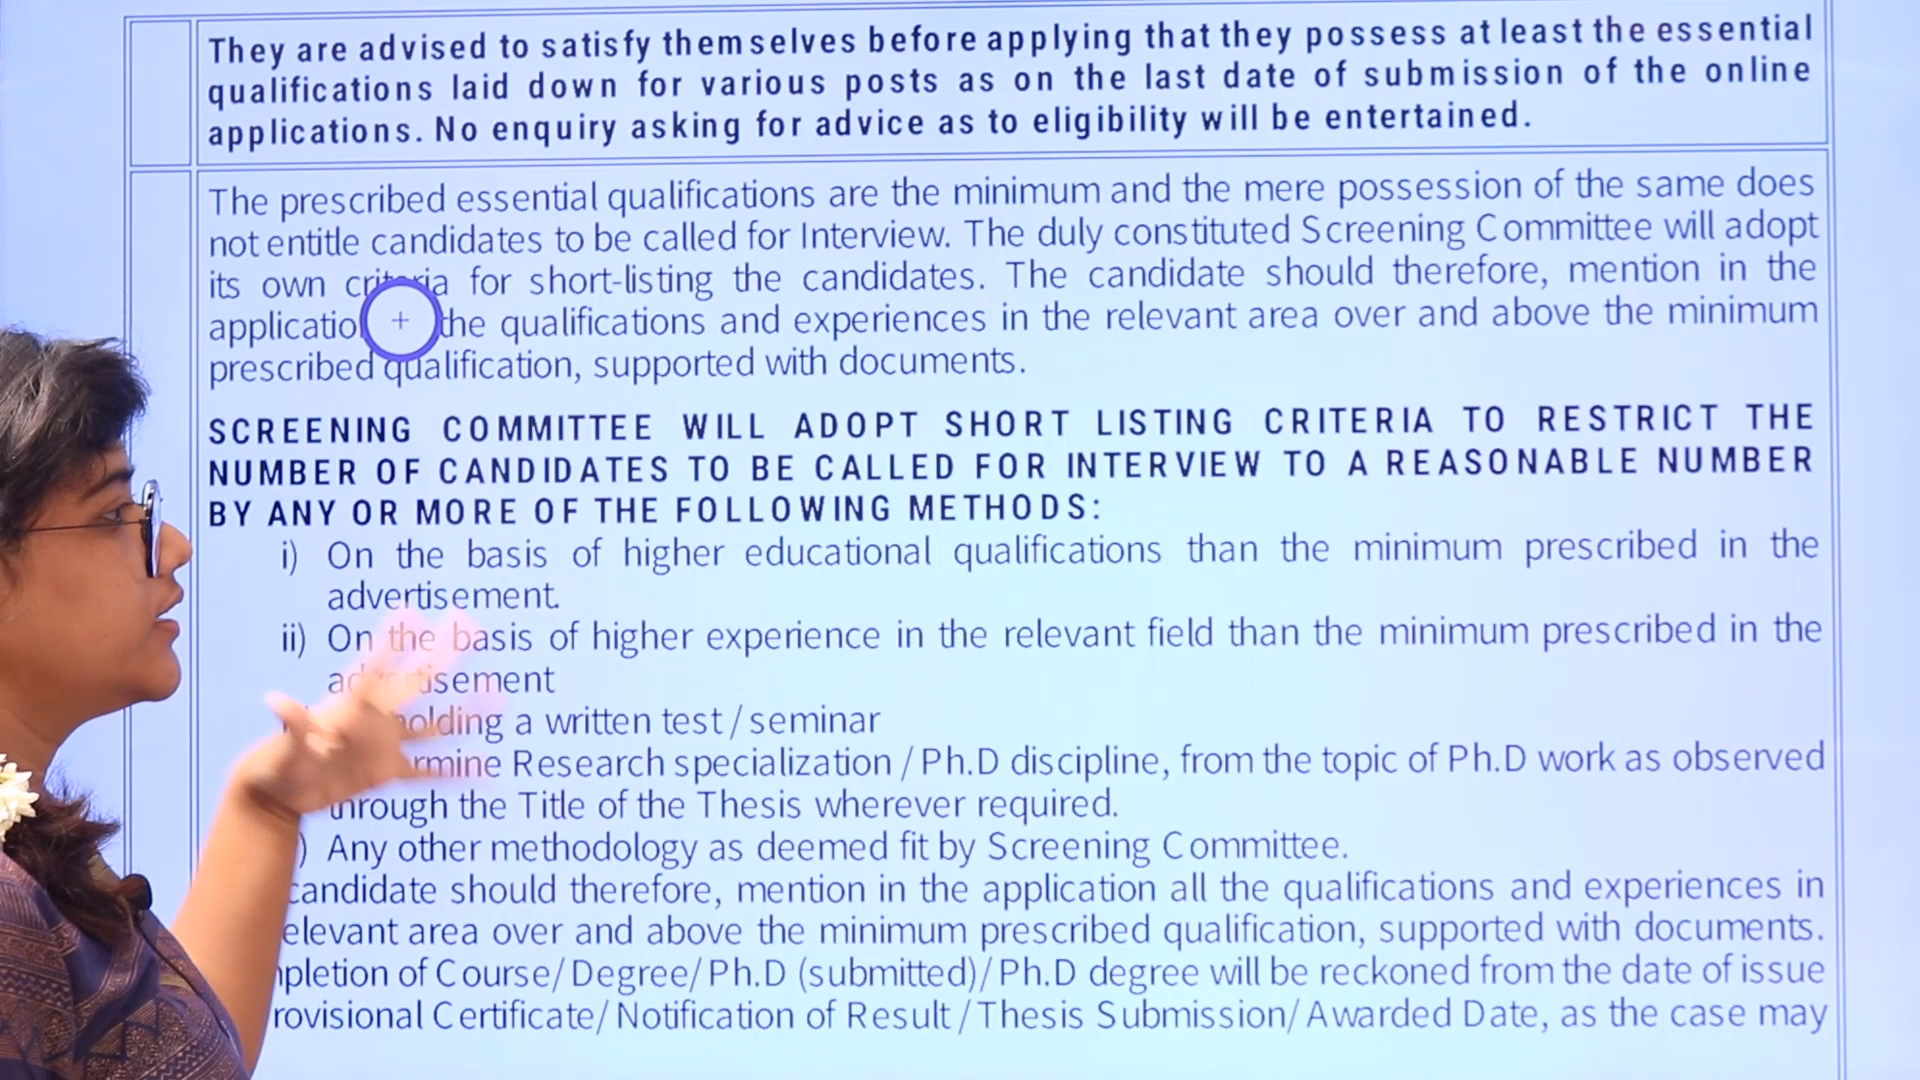 They are advised to satisfy themselves before applying that they possess at least the essential
qualifications laid down for various posts as on the last date of submission of the online
applications. No enquiry asking for advice as to eligibility will be entertained.
The prescribed essential qualifications are the minimum and the mere possession of the same does
not entitle candidates to be called for Interview. The duly constituted Screening Committee will adopt
its own criteria for short-listing the candidates. The candidate should therefore, mention in the
the qualifications and experiences in the relevant area over and above the minimum
prescribed qualification, supported with documents.
SCREENING COMMITTEE WILL ADOPT SHORT LISTING CRITERIA TO RESTRICT THE
NUMBER OF CANDIDATES TO BE CALLED FOR INTERVIEW TO A REASONABLE NUMBER
BY ANY OR MORE OF THE FOLLOWING METHODS:
i) On the basis of higher educational qualifications than the minimum prescribed in the
advertisement.
ii) On the basis of higher experience in the relevant field than the minimum prescribed in the
advertisement
holding a written test / seminar
Research specialization / Ph.D discipline, from the topic of Ph.D work as observed
through the Title of the Thesis wherever required.
) Any other methodology as deemed fit by Screening Committee.
candidate should therefore, mention in the application all the qualifications and experiences in
relevant area over and above the minimum prescribed qualification, supported with documents.
of Course/ Degree/ Ph.D (submitted)/ Ph.D degree will be reckoned from the date of issue
Provisional Certificate/ Notification of Result / Thesis Submission/ Awarded Date, as the case may